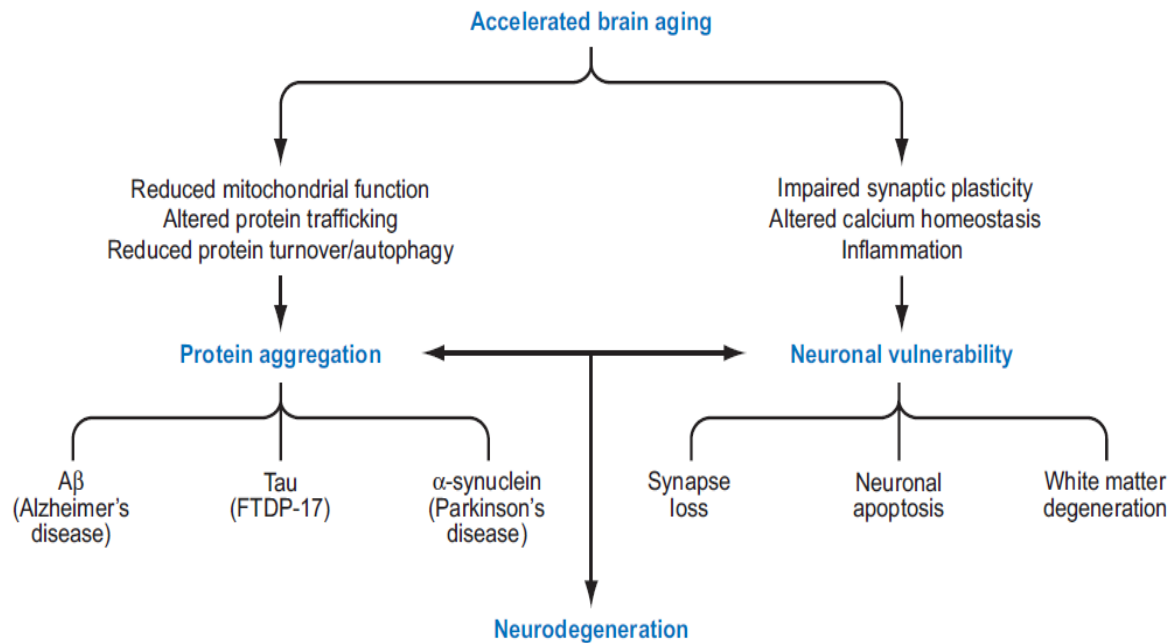 Accelerated brain aging
Reduced mitochondrial function
Altered protein trafficking
Reduced protein turnover/autophagy
Impaired synaptic plasticity
Altered calcium homeostasis
Inflammation
Protein aggregation
Neuronal vulnerability
Aβ
(Alzheimer's
disease)
Tau
(FTDP-17)
α-synuclein
(Parkinson's
disease)
Synapse
loss
Neuronal
apoptosis
White matter
degeneration
Neurodegeneration